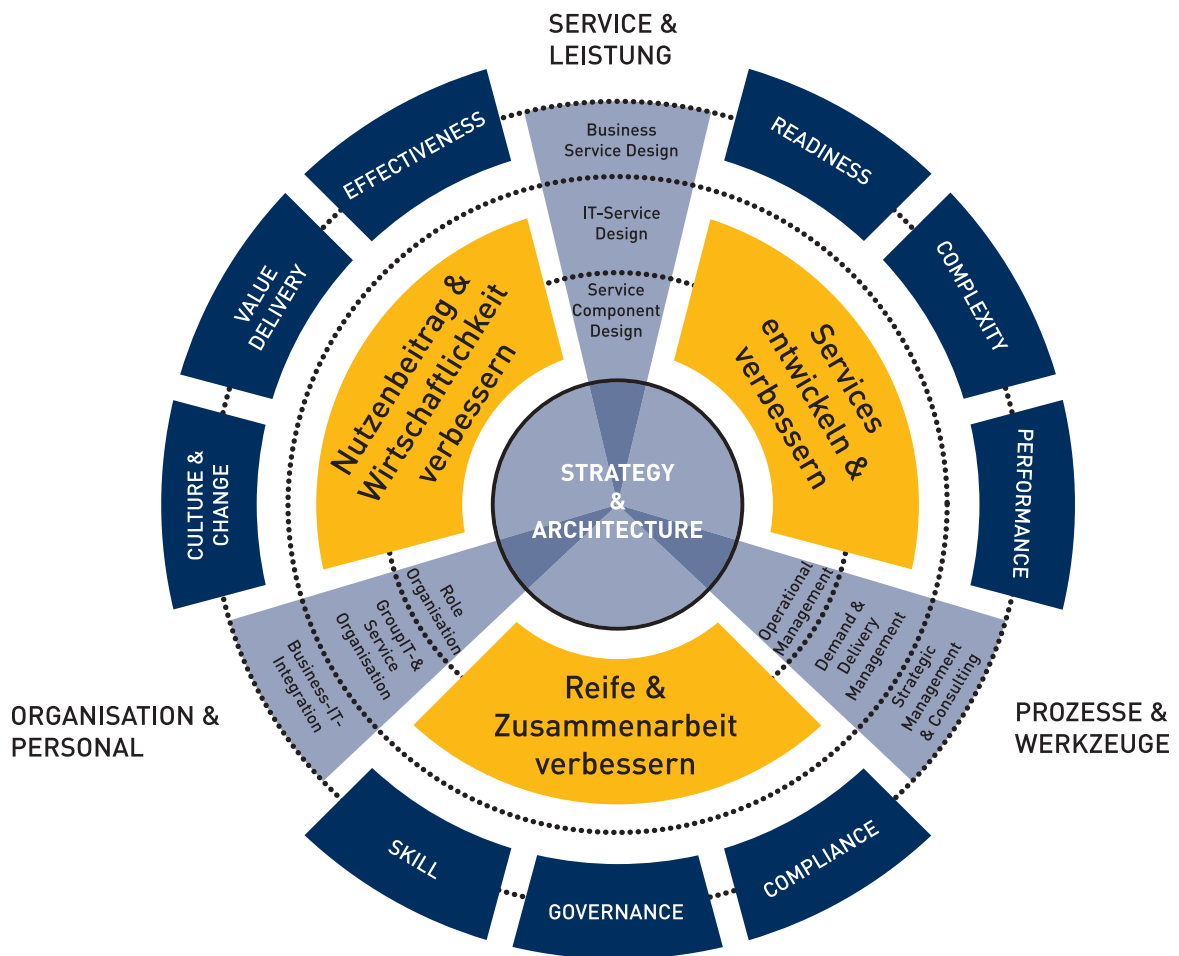 SERVICE &
LEISTUNG
EFFECTIVENESS
Business
Service Design
READINESS
IT-Service
Design
VALUE
DELIVERY
COMPLEXITY
Service
Component
Design
Nutzenbeitrag &
Wirtschaftlichkeit
verbessern
Services
entwickeln &
verbessern
CULTURE &
CHANGE
STRATEGY
&
ARCHITECTURE
PERFORMANCE
Role
Organisation
GroupIT-&
Service
Organisation
Business-IT-
Integration
Operational
Management
Demand &
Delivery
Management
Strategic
Management
& Consulting
ORGANISATION &
PERSONAL
Reife &
Zusammenarbeit
verbessern
PROZESSE &
WERKZEUGE
SKILL
GOVERNANCE
COMPLIANCE